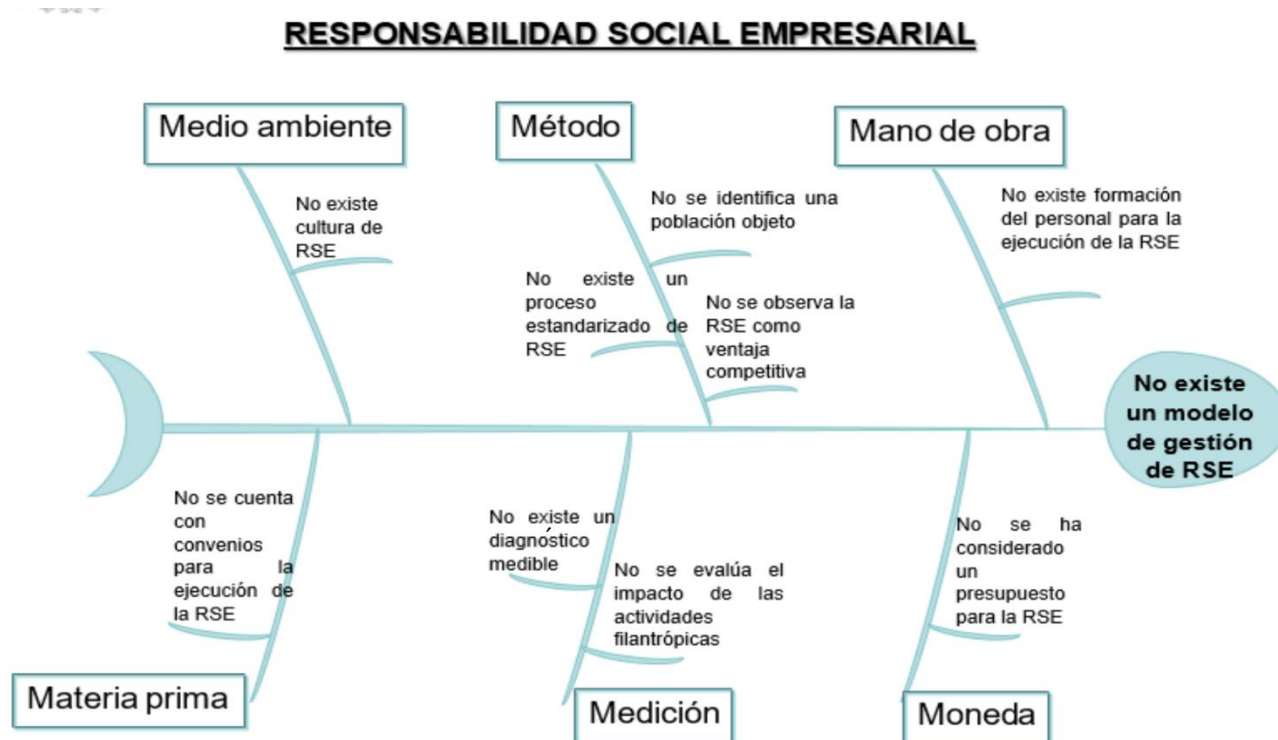 RESPONSABILIDAD SOCIAL EMPRESARIAL
Medio ambiente
No existe
cultura de
RSE
Método
No se identifica una
población objeto
No existe un
proceso
estandarizado de
RSE
No se observa la
RSE como
ventaja
competitiva
Mano de obra
No existe formación
del personal para la
ejecución de la RSE
No existe
un modelo
de gestión
de RSE
No se cuenta
con
convenios
para la
ejecución de
la RSE
Materia prima
No existe un
diagnóstico
medible
No se evalúa el
impacto de las
actividades
filantrópicas
Medición
No se ha
considerado
un
presupuesto
para la RSE
Moneda